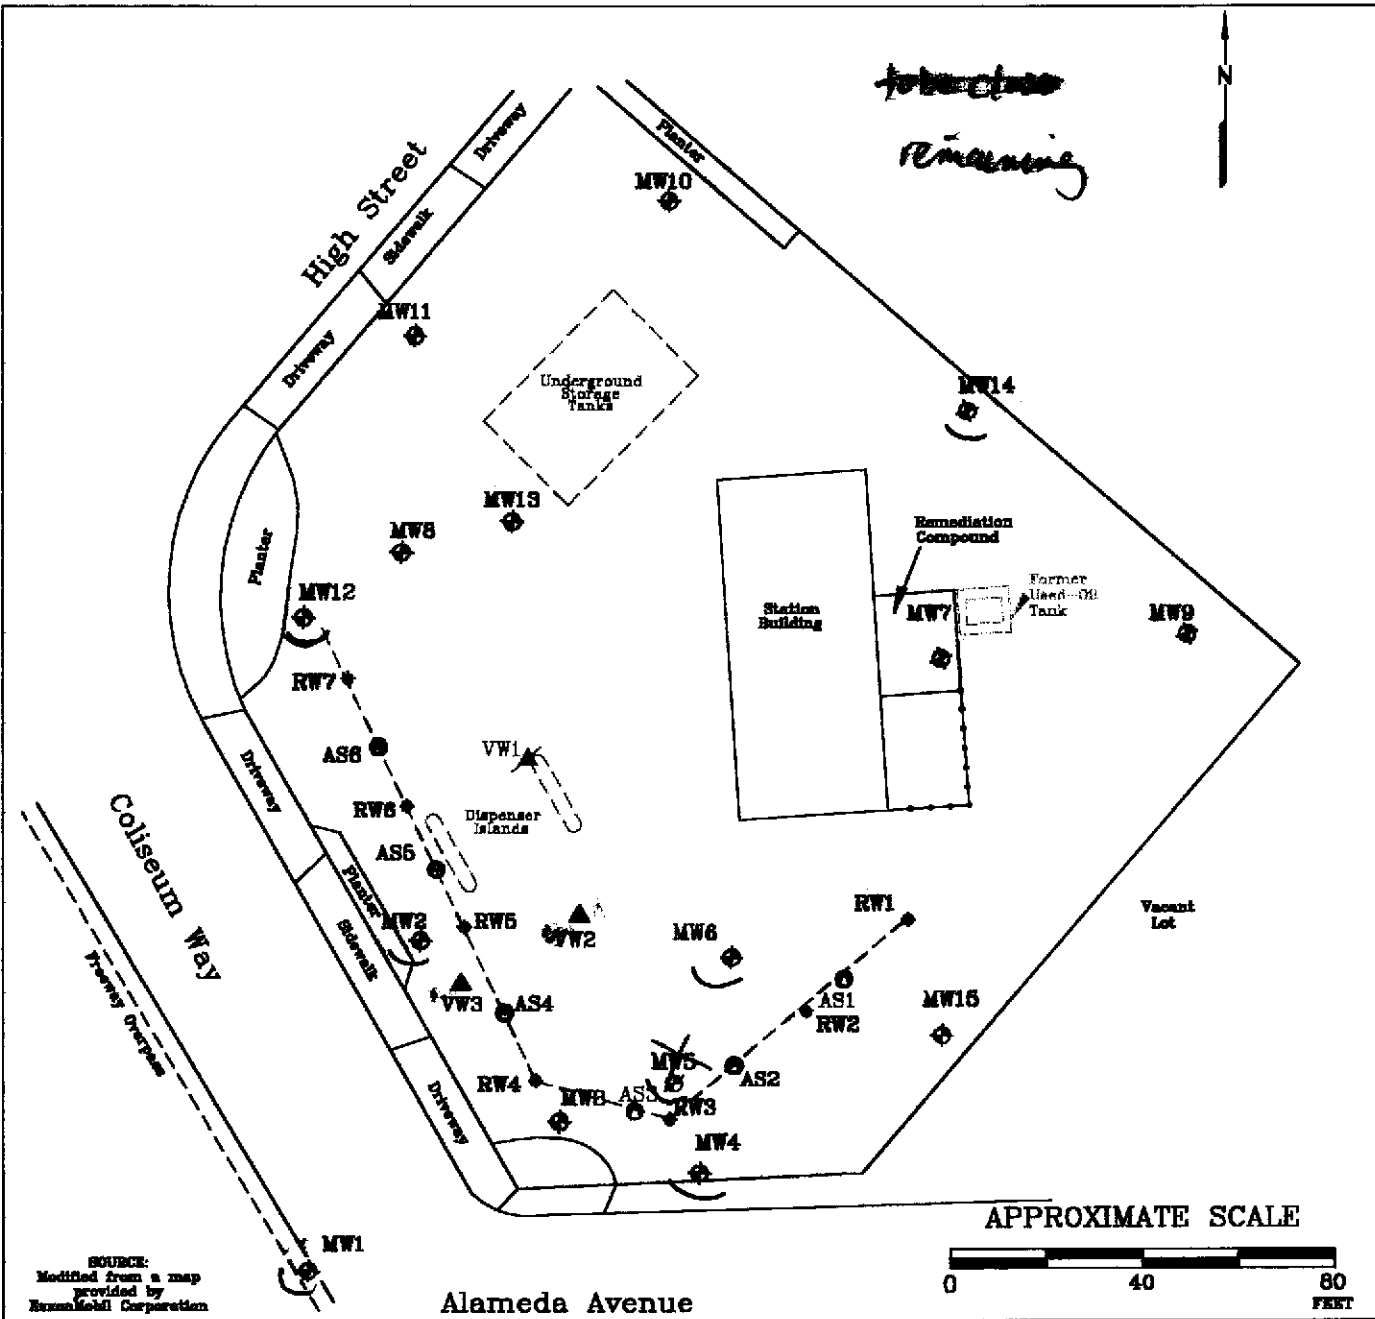 N
remaining
Driveway
Planter
MW10
Sidewalk
High Street
MW11
Driveway
Underground
Storage
Tanks
MW14
MW13
Remediation
Compound
MW8
Planter
MW12
Former
Used-Oil
Tank
MW7
Station
Building
MW9
RW7
AS6
VW1
Driveway
RW6
Dispenser
Islands
Coliseum Way
AS5
Planter
RW1
Vacant
Lot
MW2
RW5
VW2
MW6
Sidewalk
Freeway Overpass
VW3
AS4
AS1
RW2
MW15
MW5
AS2
RW4
AS3
RW3
Driveway
MW4
APPROXIMATE SCALE
MW1
0 40 80
FEET
SOURCE:
Modified from a map
provided by
ExxonMobil Corporation
Alameda Avenue